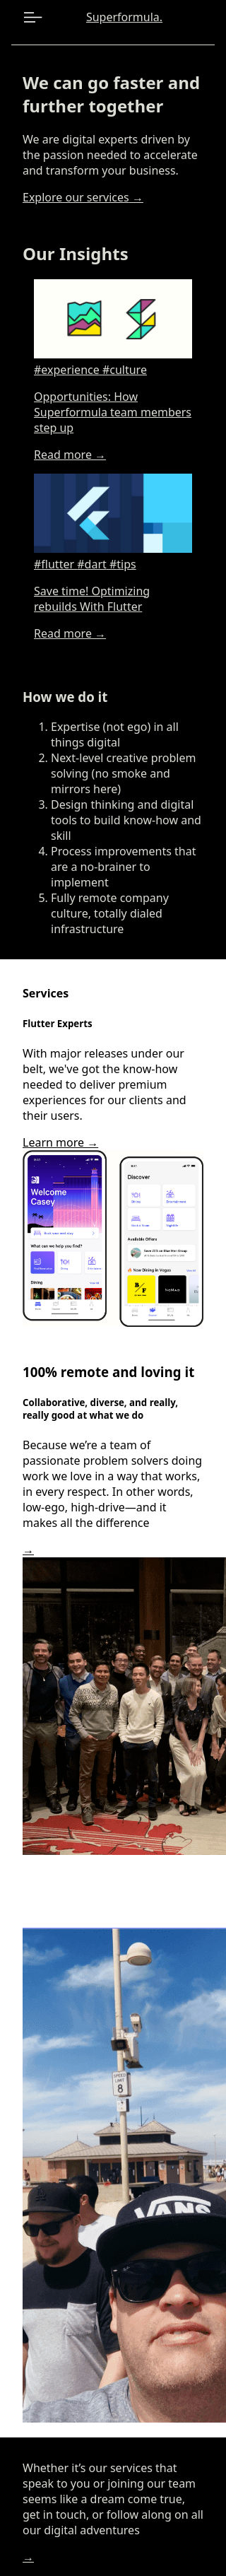 Superformula.
We can go faster and
further together
We are digital experts driven by
the passion needed to accelerate
and transform your business.
Explore our services →
Our Insights
#experience #culture
Opportunities: How
Superformula team members
step up
Read more →
#flutter #dart #tips
Save time! Optimizing
rebuilds With Flutter
Read more →
How we do it
1. Expertise (not ego) in all
things digital
2. Next-level creative problem
solving (no smoke and
mirrors here)
3. Design thinking and digital
tools to build know-how and
skill
4. Process improvements that
are a no-brainer to
implement
5. Fully remote company
culture, totally dialed
infrastructure
Services
Flutter Experts
With major releases under our
belt, we've got the know-how
needed to deliver premium
experiences for our clients and
their users.
Learn more →
Welcome
Casey
What can we help you find?
Dining
Discover
Available Offers
100% remote and loving it
Collaborative, diverse, and really,
really good at what we do
Because we’re a team of
passionate problem solvers doing
work we love in a way that works,
in every respect. In other words,
low-ego, high-drive—and it
makes all the difference
→
SPEED
LIMIT
8
VANS
Whether it’s our services that
speak to you or joining our team
seems like a dream come true,
get in touch, or follow along on all
our digital adventures
→